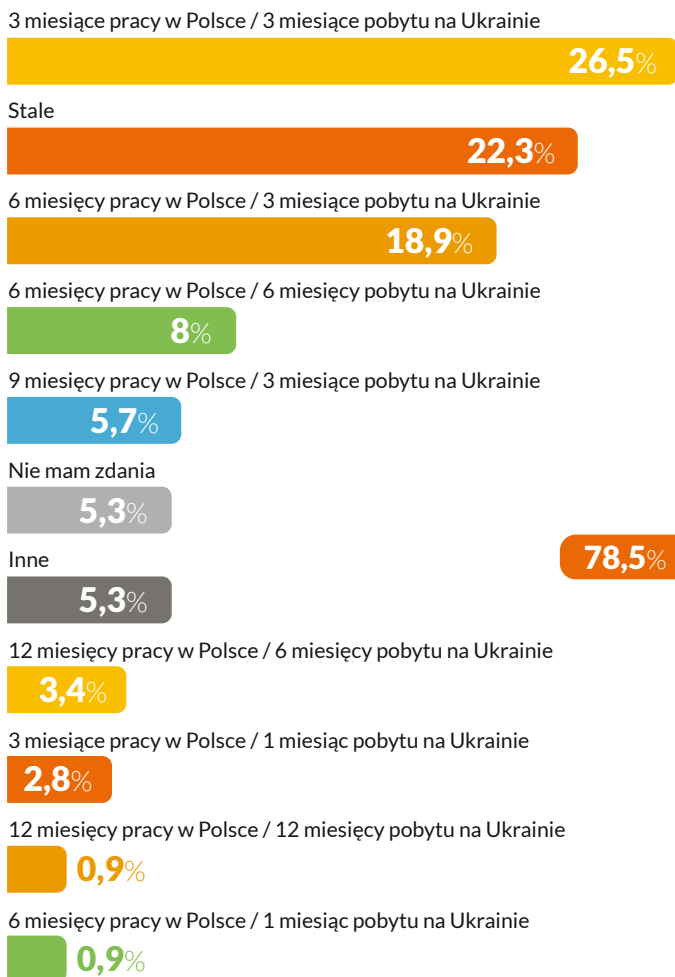 3 miesiące pracy w Polsce / 3 miesiące pobytu na Ukrainie
26,5%
Stale
22,3%
6 miesięcy pracy w Polsce / 3 miesiące pobytu na Ukrainie
18,9%
6 miesięcy pracy w Polsce / 6 miesięcy pobytu na Ukrainie
8%
9 miesięcy pracy w Polsce / 3 miesiące pobytu na Ukrainie
5,7%
Nie mam zdania
5,3%
78,5%
Inne
5,3%
12 miesięcy pracy w Polsce / 6 miesięcy pobytu na Ukrainie
3,4%
3 miesiące pracy w Polsce / 1 miesiąc pobytu na Ukrainie
2,8%
12 miesięcy pracy w Polsce / 12 miesięcy pobytu na Ukrainie
0,9%
6 miesięcy pracy w Polsce / 1 miesiąc pobytu na Ukrainie
0,9%